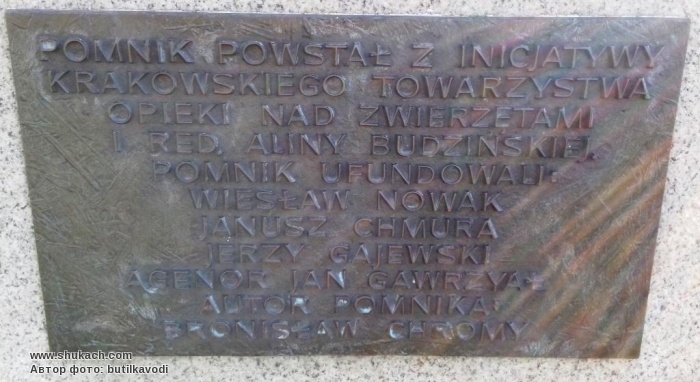 POMNIK POWSTAŁ Z INICJATYWY
KRAKOWSKIEGO TOWARZYSTWA
OPIEKI NAD ZWIERZĘTAMI
I RED. ALINY BUDZIŃSKIEJ.
POMNIK UFUNDOWALI:
WIESŁAW NOWAK
JANUSZ CHMURA
JERZY GAJEWSKI
AGENOR JAN GAWRZYAŁ
AUTOR POMNIKA:
BRONISŁAW CHROMY
www.shukach.com
Автор фото: butilkavodi